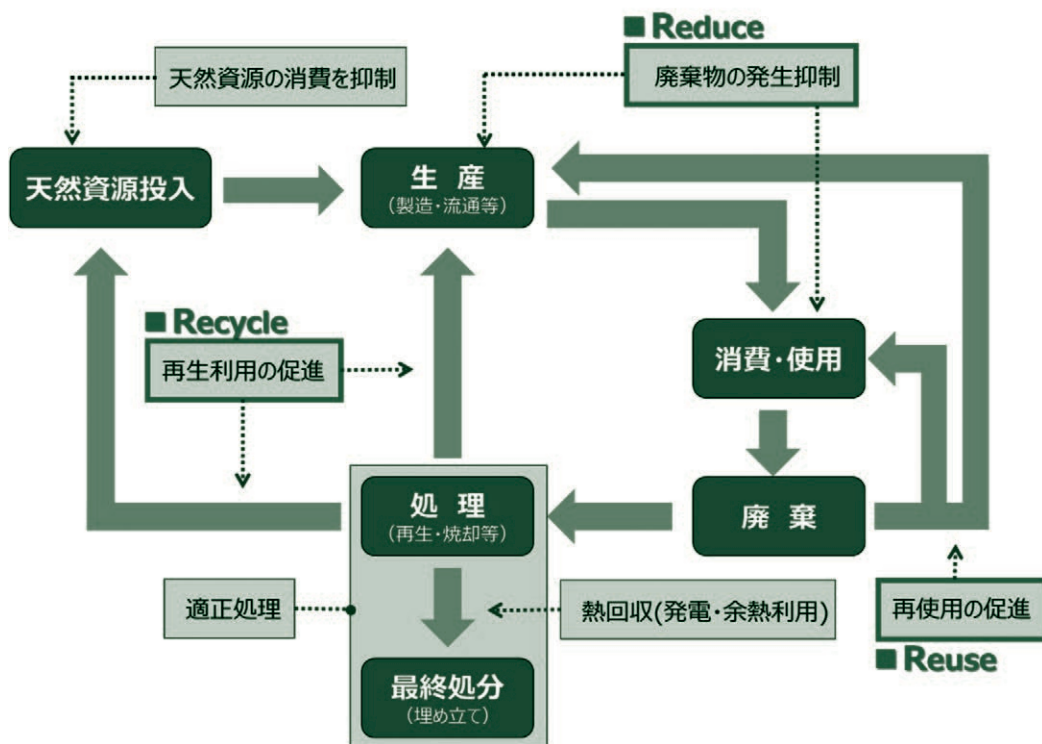 ■ Reduce
天然資源の消費を抑制
廃棄物の発生抑制
天然資源投入
生 産
(製造・流通等)
■ Recycle
再生利用の促進
消費・使用
処 理
(再生・焼却等)
廃 棄
適正処理
熱回収(発電・余熱利用)
再使用の促進
■ Reuse
最終処分
(埋め立て)